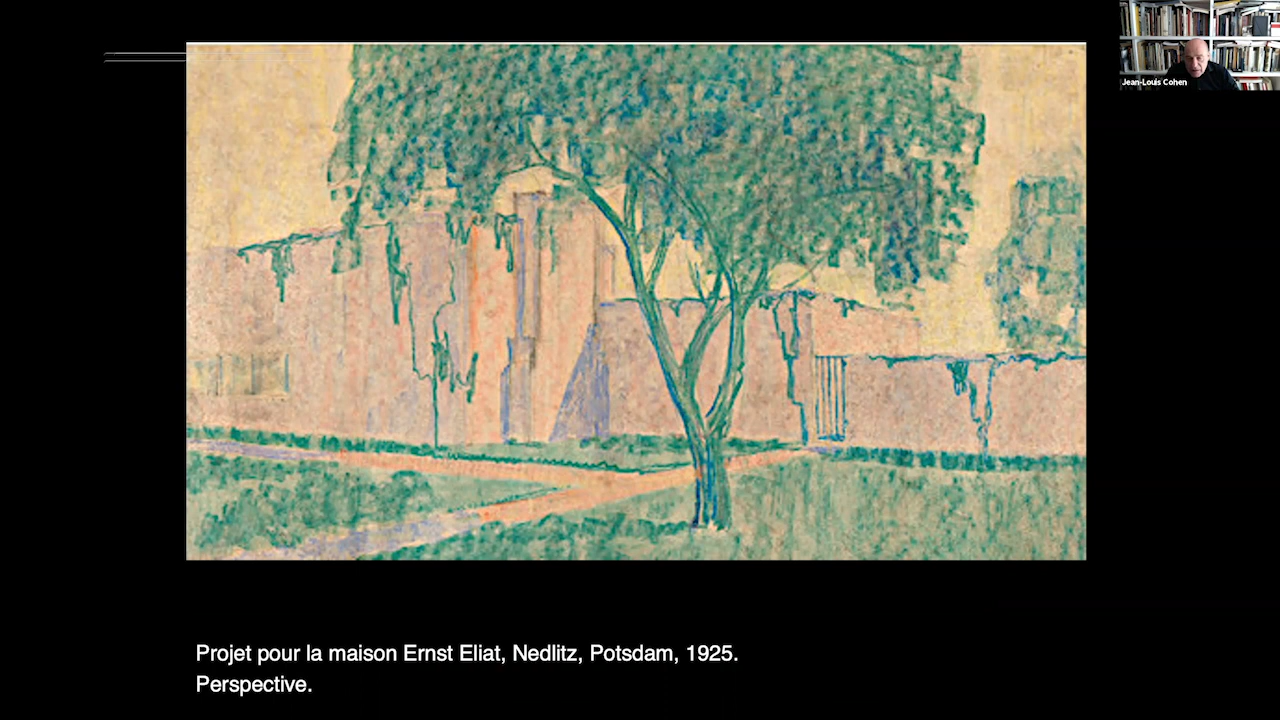 Jean-Louis Cohen
Projet pour la maison Ernst Eliat, Nedlitz, Potsdam, 1925.
Perspective.